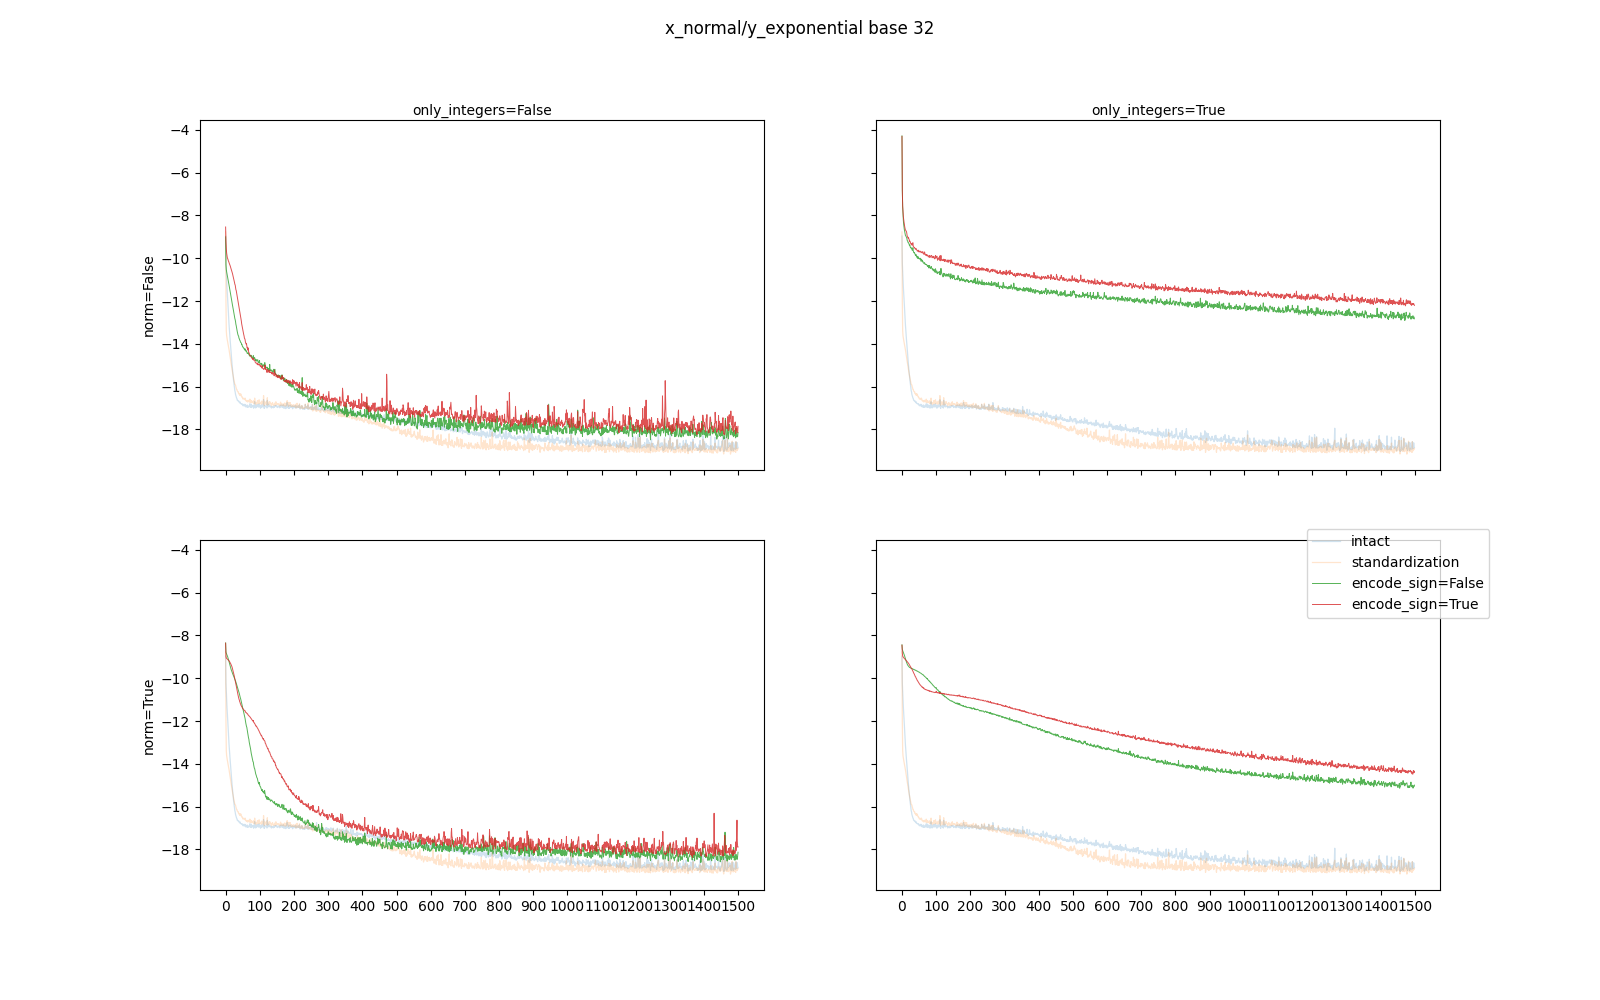 x_normal/y_exponential base 32
only_integers=False
only_integers=True
norm=False
−4
−6
−8
−10
−12
−14
−16
−18
norm=True
−4
−6
−8
−10
−12
−14
−16
−18
0 100 200 300 400 500 600 700 800 900 1000 1100 1200 1300 1400 1500
intact
standardization
encode_sign=False
encode_sign=True
0 100 200 300 400 500 600 700 800 900 1000 1100 1200 1300 1400 1500